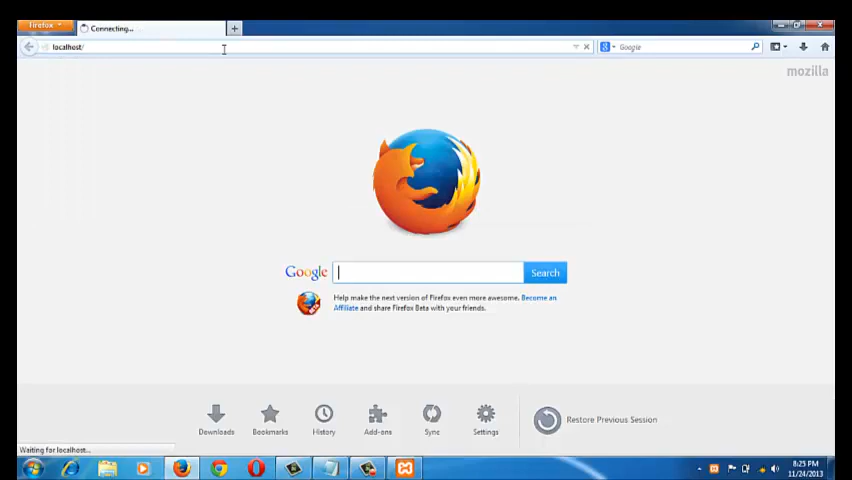 Firefox
Connecting...
localhost/
Google
mozilla
Google
Search
Help make the next version of Firefox even more awesome. Become an
Affiliate and share Firefox Beta with your friends.
Downloads
Bookmarks
History
Add-ons
Sync
Settings
Restore Previous Session
Waiting for localhost...
8:25 PM
11/24/2013